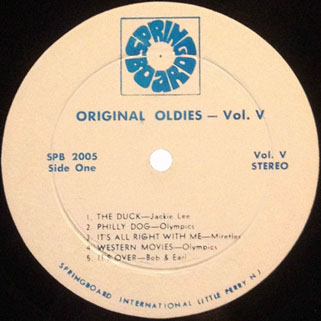 SPRING
BOARD
ORIGINAL OLDIES — Vol. V
SPB 2005
Side One
Vol. V
STEREO
1. THE DUCK—Jackie Lee
2. PHILLY DOG—Olympics
3. IT'S ALL RIGHT WITH ME—Mirettes
4. WESTERN MOVIES—Olympics
5. IT'S OVER—Bob & Earl
SPRINGBOARD INTERNATIONAL LITTLE FERRY N J